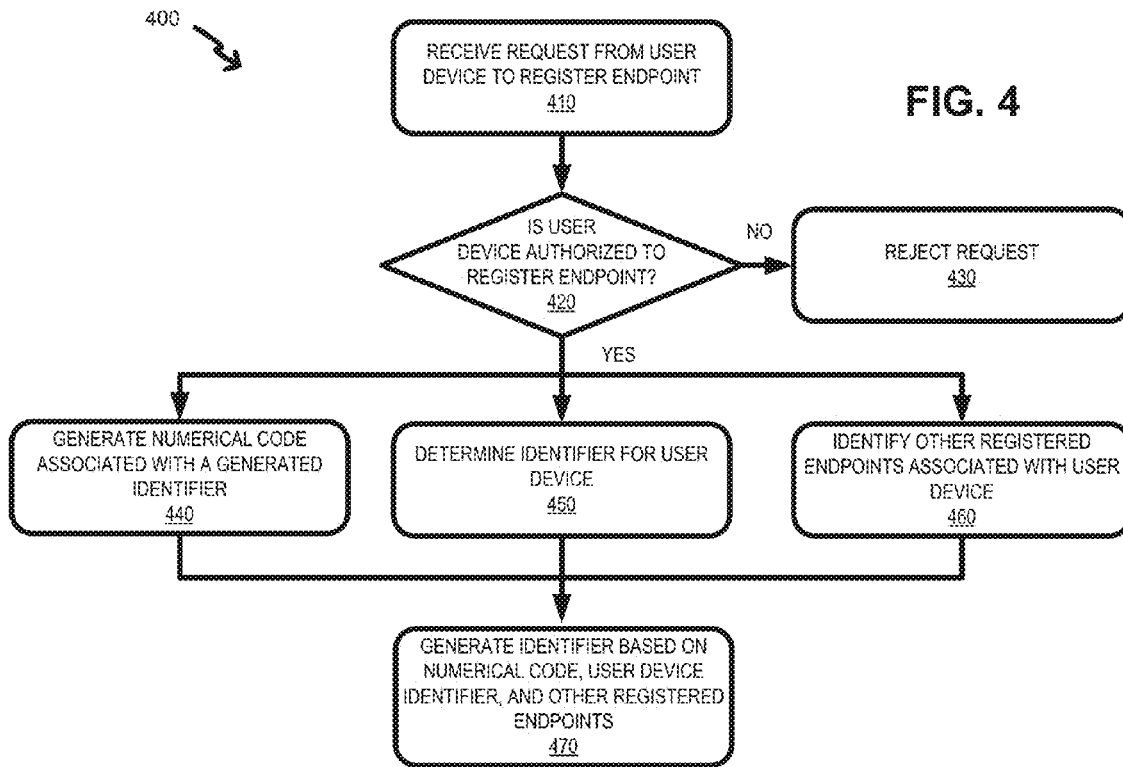 400
RECEIVE REQUEST FROM USER
DEVICE TO REGISTER ENDPOINT
410
FIG. 4
IS USER
DEVICE AUTHORIZED TO
REGISTER ENDPOINT?
420
NO
REJECT REQUEST
430
YES
GENERATE NUMERICAL CODE
ASSOCIATED WITH A GENERATED
IDENTIFIER
440
DETERMINE IDENTIFIER FOR USER
DEVICE
450
IDENTIFY OTHER REGISTERED
ENDPOINTS ASSOCIATED WITH USER
DEVICE
460
GENERATE IDENTIFIER BASED ON
NUMERICAL CODE, USER DEVICE
IDENTIFIER, AND OTHER REGISTERED
ENDPOINTS
470